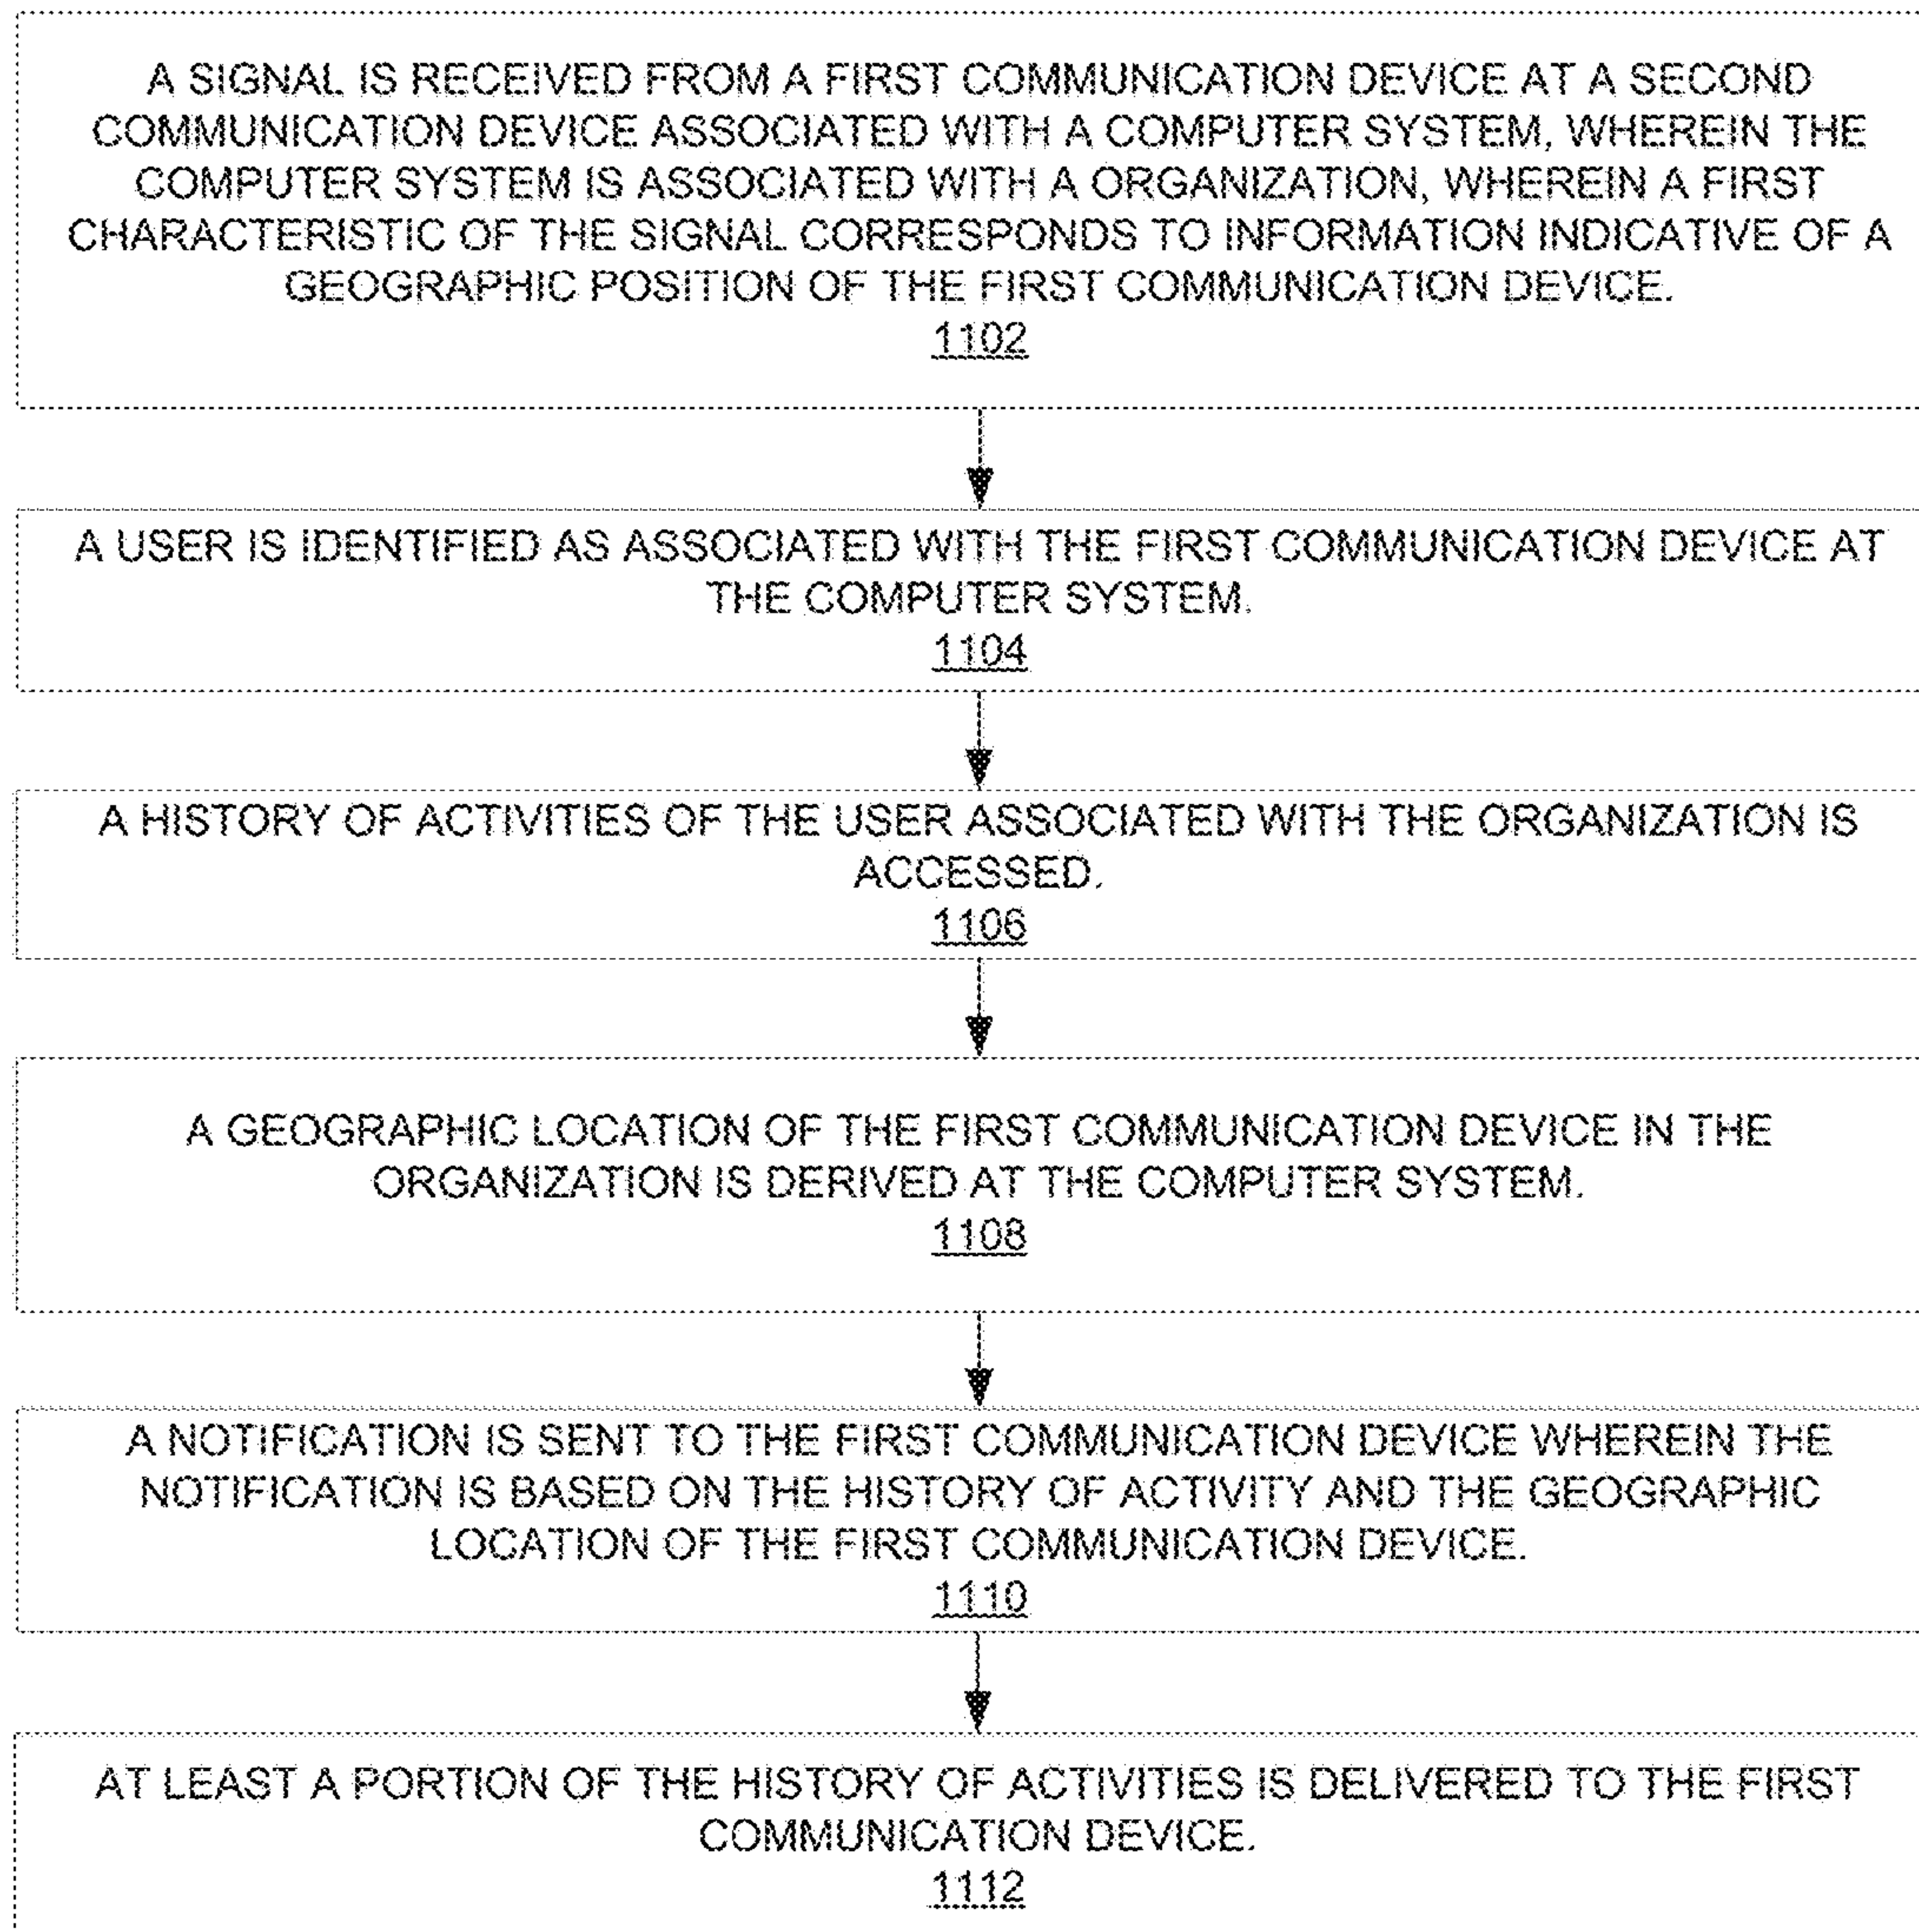 A SIGNAL IS RECEIVED FROM A FIRST COMMUNICATION DEVICE AT A SECOND
COMMUNICATION DEVICE ASSOCIATED WITH A COMPUTER SYSTEM, WHEREIN THE
COMPUTER SYSTEM IS ASSOCIATED WITH A ORGANIZATION, WHEREIN A FIRST
CHARACTERISTIC OF THE SIGNAL CORRESPONDS TO INFORMATION INDICATIVE OF A
GEOGRAPHIC POSITION OF THE FIRST COMMUNICATION DEVICE.
1102
A USER IS IDENTIFIED AS ASSOCIATED WITH THE FIRST COMMUNICATION DEVICE AT
THE COMPUTER SYSTEM.
1104
A HISTORY OF ACTIVITIES OF THE USER ASSOCIATED WITH THE ORGANIZATION IS
ACCESSED.
1106
A GEOGRAPHIC LOCATION OF THE FIRST COMMUNICATION DEVICE IN THE
ORGANIZATION IS DERIVED AT THE COMPUTER SYSTEM.
1108
A NOTIFICATION IS SENT TO THE FIRST COMMUNICATION DEVICE WHEREIN THE
NOTIFICATION IS BASED ON THE HISTORY OF ACTIVITY AND THE GEOGRAPHIC
LOCATION OF THE FIRST COMMUNICATION DEVICE.
1110
AT LEAST A PORTION OF THE HISTORY OF ACTIVITIES IS DELIVERED TO THE FIRST
COMMUNICATION DEVICE.
1112